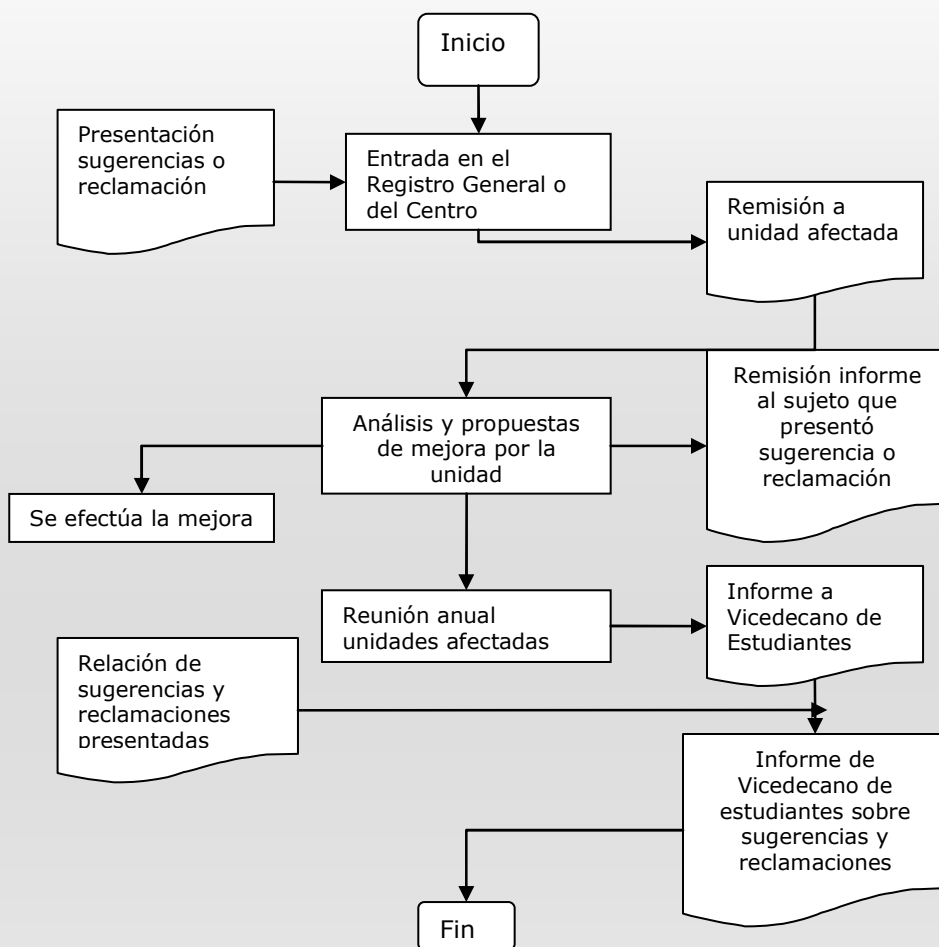 Inicio
Presentación
sugerencias o
reclamación
Entrada en el
Registro General o
del Centro
Remisión a
unidad afectada
Análisis y propuestas
de mejora por la
unidad
Remisión informe
al sujeto que
presentó
sugerencia o
reclamación
Se efectúa la mejora
Reunión anual
unidades afectadas
Informe a
Vicedecano de
Estudiantes
Relación de
sugerencias y
reclamaciones
presentadas
Informe de
Vicedecano de
estudiantes sobre
sugerencias y
reclamaciones
Fin